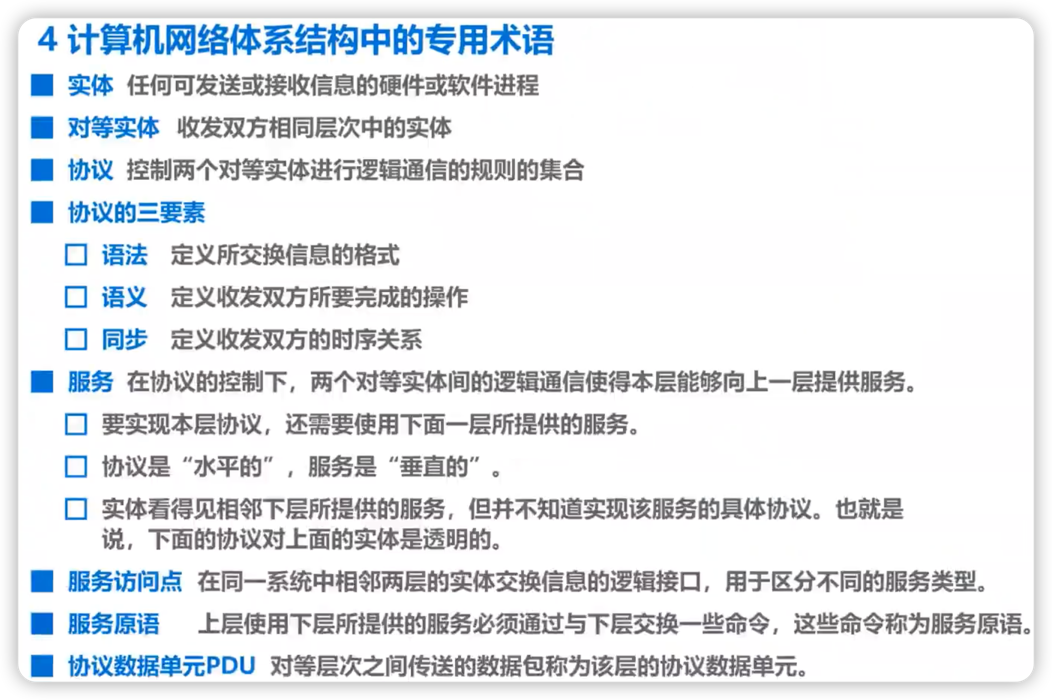 4 计算机网络体系结构中的专用术语
实体 任何可发送或接收信息的硬件或软件进程
对等实体 收发双方相同层次中的实体
协议 控制两个对等实体进行逻辑通信的规则的集合
协议的三要素
语法 定义所交换信息的格式
语义 定义收发双方所要完成的操作
同步 定义收发双方的时序关系
服务 在协议的控制下，两个对等实体间的逻辑通信使得本层能够向上一层提供服务。
要实现本层协议，还需要使用下面一层所提供的服务。
协议是“水平的”，服务是“垂直的”。
实体看得见相邻下层所提供的服务，但并不知道实现该服务的具体协议。也就是
说，下面的协议对上面的实体是透明的。
服务访问点 在同一系统中相邻两层的实体交换信息的逻辑接口，用于区分不同的服务类型。
服务原语 上层使用下层所提供的服务必须通过与下层交换一些命令，这些命令称为服务原语。
协议数据单元PDU 对等层次之间传送的数据包称为该层的协议数据单元。